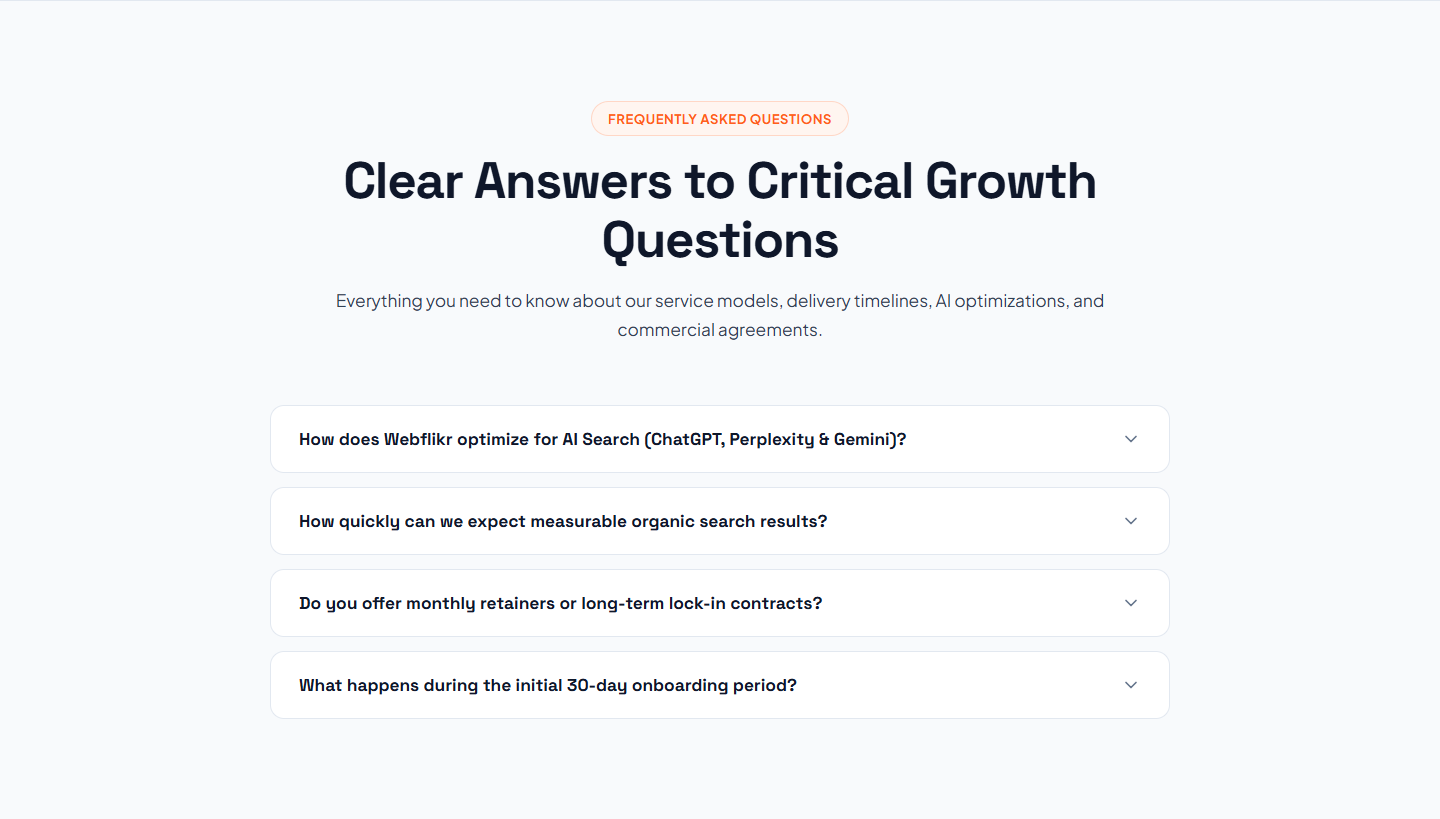 FREQUENTLY ASKED QUESTIONS
Clear Answers to Critical Growth
Questions
Everything you need to know about our service models, delivery timelines, AI optimizations, and
commercial agreements.
How does Webflikr optimize for AI Search (ChatGPT, Perplexity & Gemini)?
How quickly can we expect measurable organic search results?
Do you offer monthly retainers or long-term lock-in contracts?
What happens during the initial 30-day onboarding period?